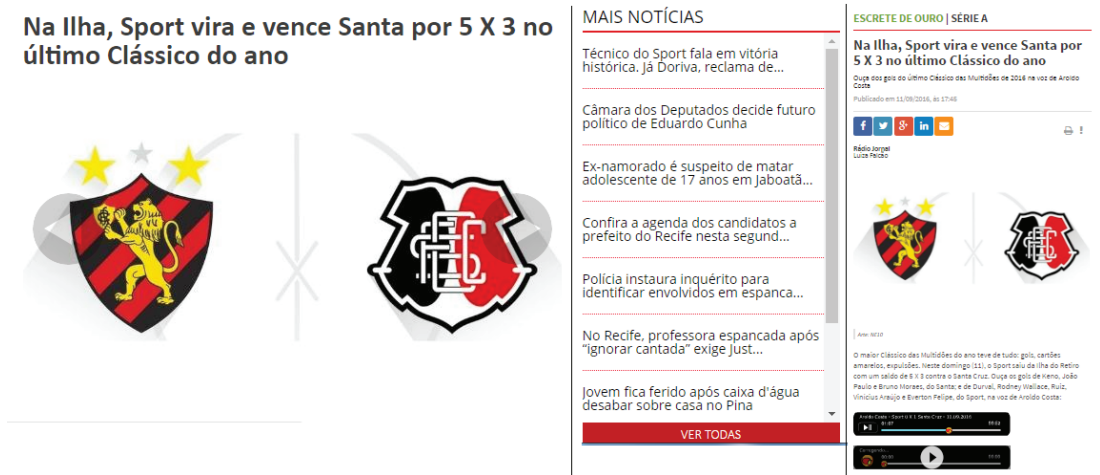 Na Ilha, Sport vira e vence Santa por 5 X 3 no
último Clássico do ano
MAIS NOTÍCIAS
Técnico do Sport fala em vitória
histórica. Já Doriva, reclama de...
Câmara dos Deputados decide futuro
político de Eduardo Cunha
Ex-namorado é suspeito de matar
adolescente de 17 anos em Jaboatã...
Confira a agenda dos candidatos a
prefeito do Recife nesta segund...
Polícia instaura inquérito para
identificar envolvidos em espanca...
No Recife, professora espancada após
“ignorar cantada” exige Just...
Jovem fica ferido após caixa d'água
desabar sobre casa no Pina
VER TODAS
ESCRETE DE OURO | SÉRIE A
Na Ilha, Sport vira e vence Santa por
5 X 3 no último Clássico do ano
Ouça dos gols do último Clássico das Multidões de 2016 na voz de Aroldo
Costa
Publicado em 11/09/2016, às 17:48
Rádio Jornal
Luiza Falcão
Arte: NE10
O maior Clássico das Multidões do ano teve de tudo: gols, cartões
amarelos, expulsões. Neste domingo (11), o Sport saiu da Ilha do Retiro
com um saldo de 5 X 3 contra o Santa Cruz. Ouça os gols de Keno, João
Paulo e Bruno Moraes, do Santa; e de Durval, Rodney Wallace, Ruiz,
Vinicius Araújo e Everton Felipe, do Sport, na voz de Aroldo Costa:
Carregando...